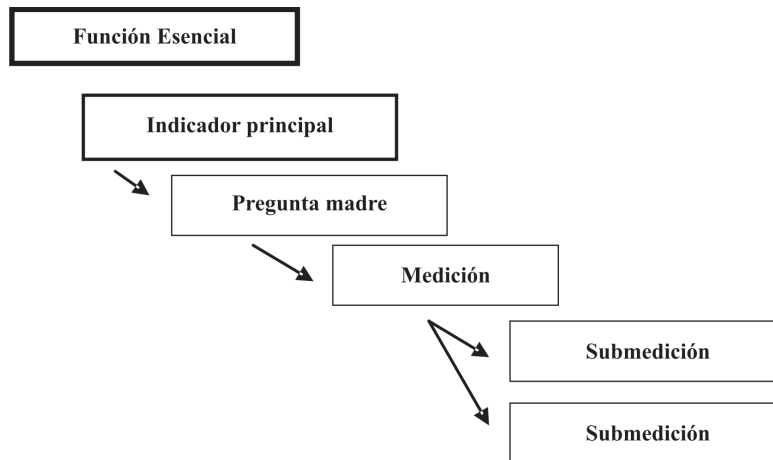 Función Esencial
Indicador principal
Pregunta madre
Medición
Submedición
Submedición